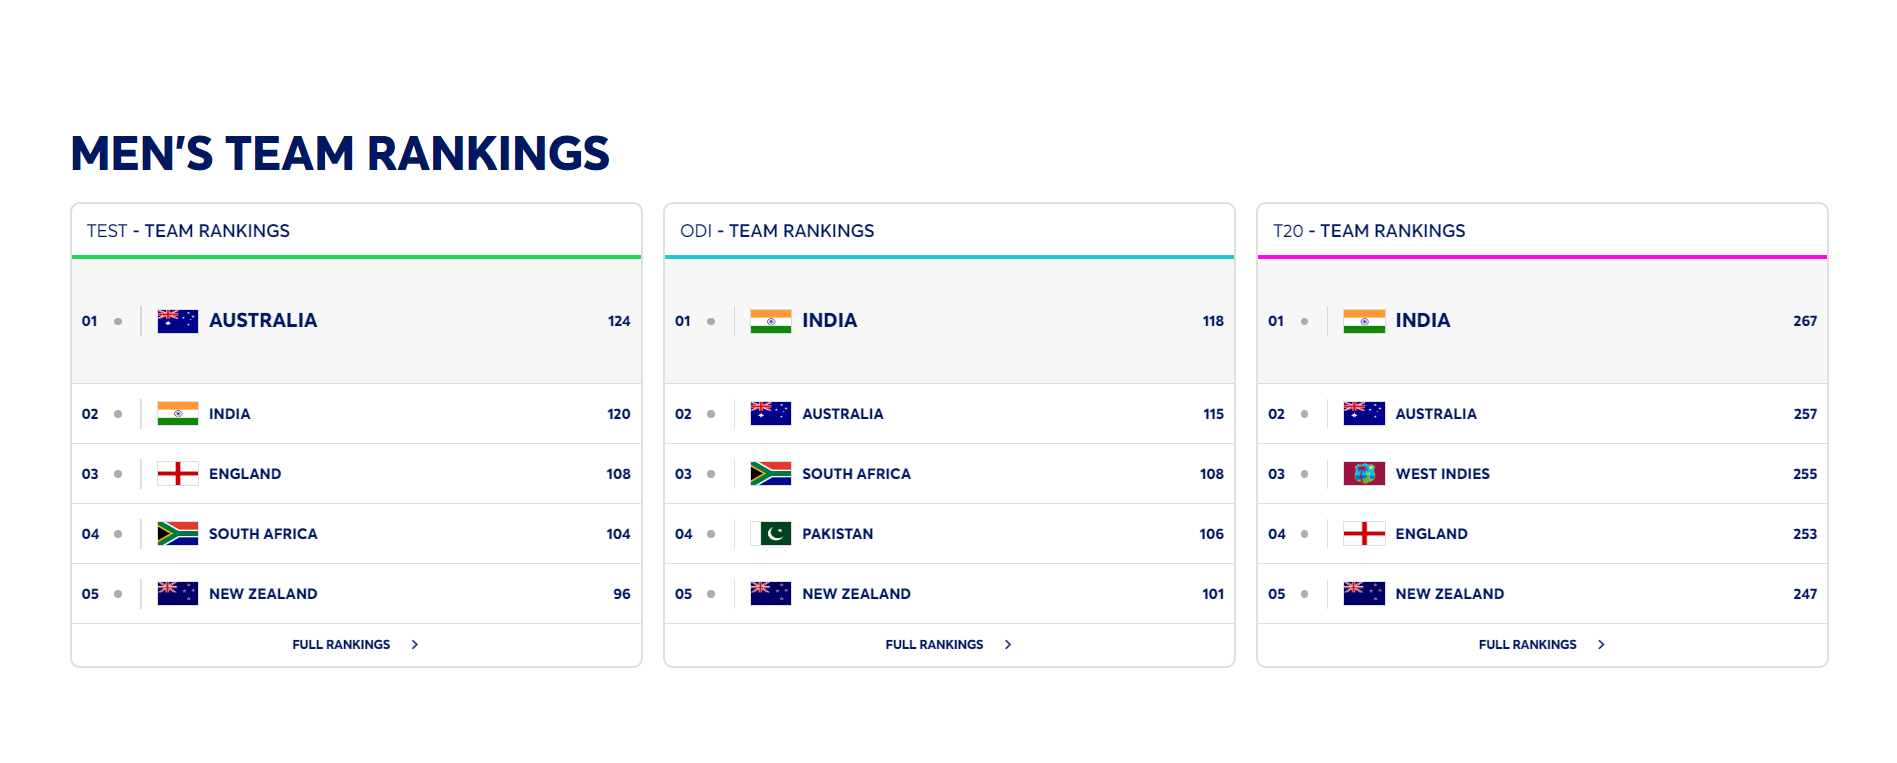 MEN'S TEAM RANKINGS
TEST - TEAM RANKINGS
01 AUSTRALIA 124
02 INDIA 120
03 ENGLAND 108
04 SOUTH AFRICA 104
05 NEW ZEALAND 96
FULL RANKINGS
ODI - TEAM RANKINGS
01 INDIA 118
02 AUSTRALIA 115
03 SOUTH AFRICA 108
04 PAKISTAN 106
05 NEW ZEALAND 101
FULL RANKINGS
T20 - TEAM RANKINGS
01 INDIA 267
02 AUSTRALIA 257
03 WEST INDIES 255
04 ENGLAND 253
05 NEW ZEALAND 247
FULL RANKINGS